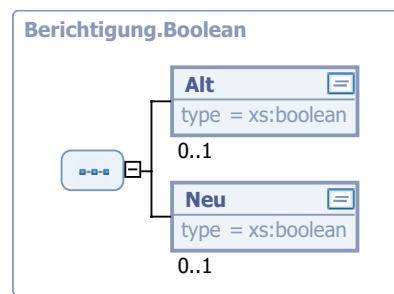 Berichtigung.Boolean
Alt
type = xs:boolean
0..1
Neu
type = xs:boolean
0..1